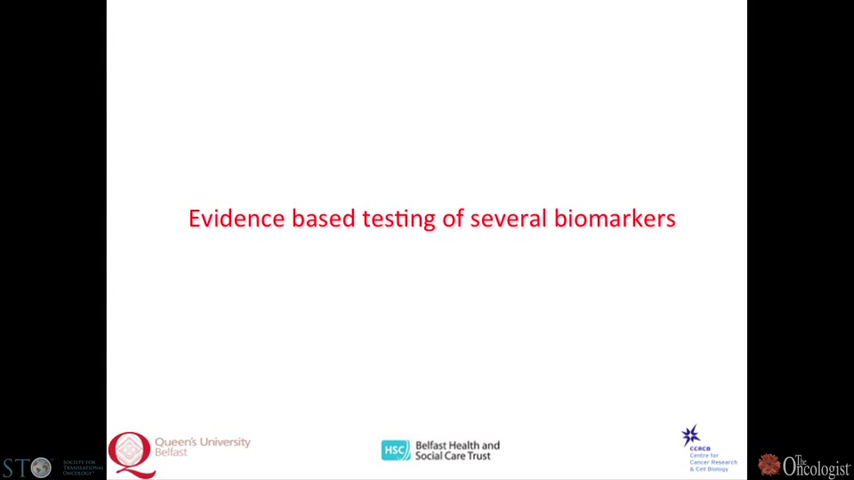 Evidence based testing of several biomarkers
Queen's University
Belfast
HSC
Belfast Health and
Social Care Trust
CCRCB
Centre for
Cancer Research
& Cell Biology
STO
SOCIETY FOR
TRANSLATIONAL
ONCOLOGY
The
Oncologist